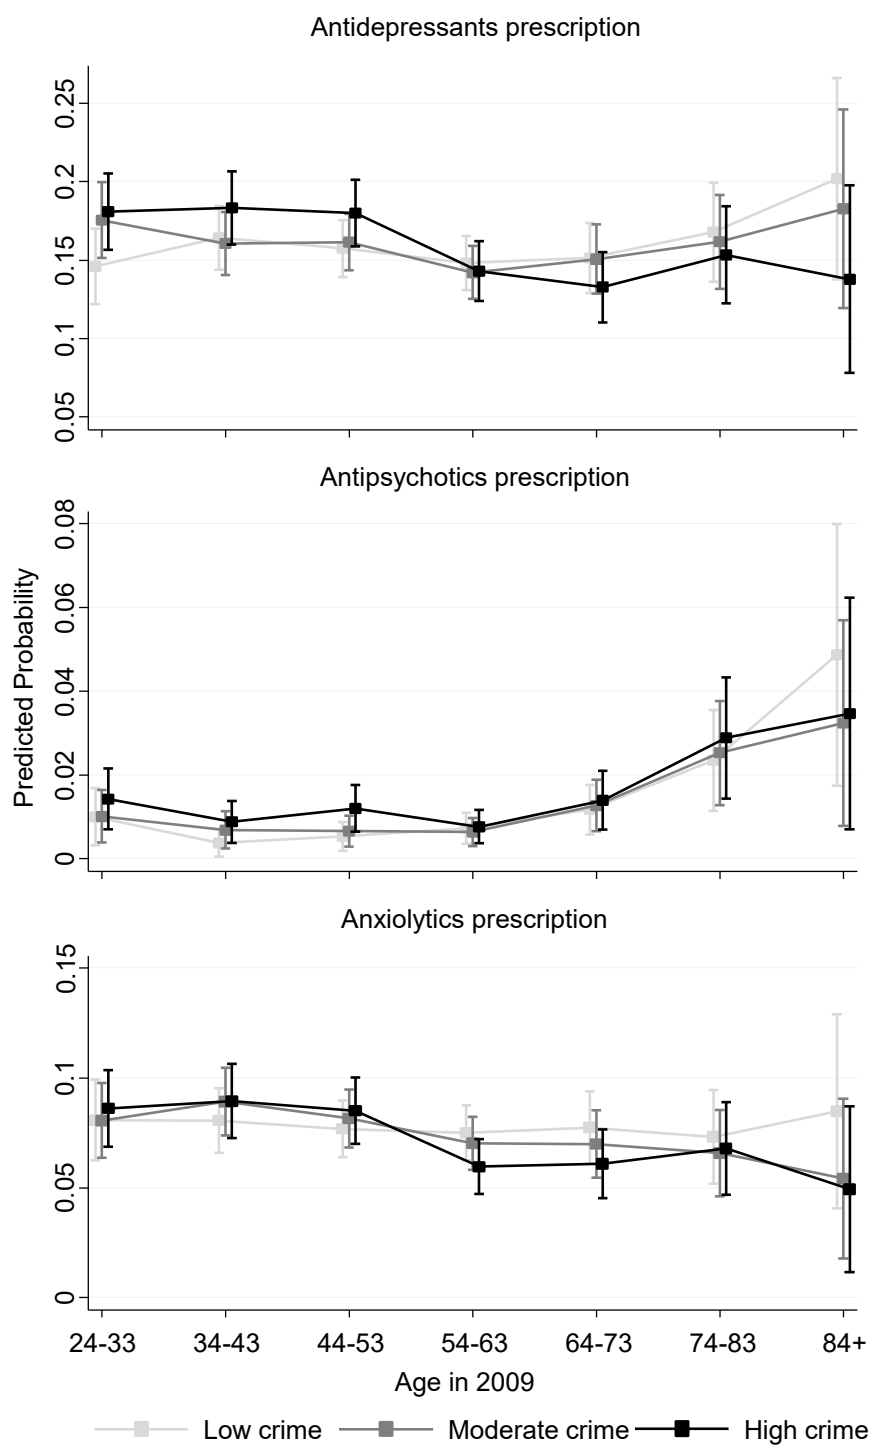 Antidepressants prescription
0.25
0.2
0.15
0.1
0.05
Antipsychotics prescription
0.08
0.06
0.04
0.02
0
Predicted Probability
Anxiolytics prescription
0.15
0.1
0.05
0
24-33 34-43 44-53 54-63 64-73 74-83 84+
Age in 2009
Low crime Moderate crime High crime